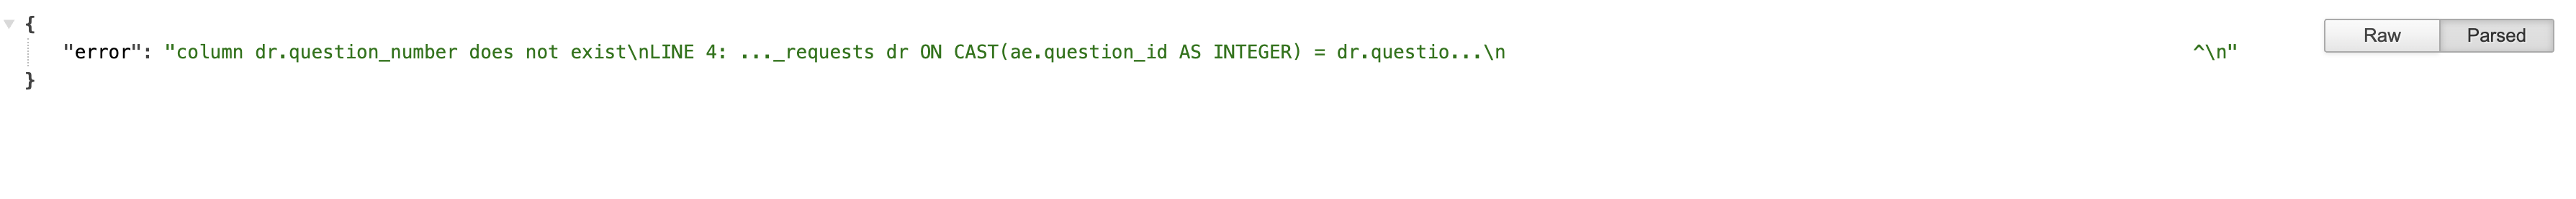 {
"error": "column dr.question_number does not exist\nLINE 4: ..._requests dr ON CAST(ae.question_id AS INTEGER) = dr.questio...\n ^\n"
}
Raw Parsed